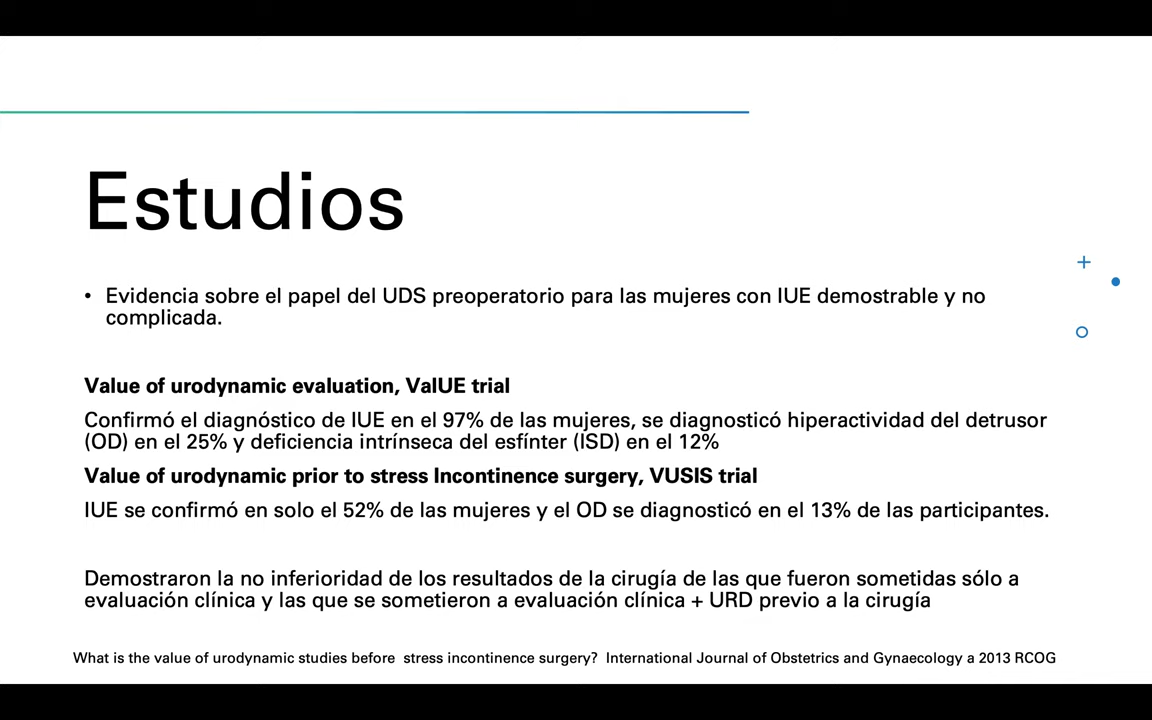 Estudios
• Evidencia sobre el papel del UDS preoperatorio para las mujeres con IUE demostrable y no
complicada.
Value of urodynamic evaluation, ValUE trial
Confirmó el diagnóstico de IUE en el 97% de las mujeres, se diagnosticó hiperactividad del detrusor
(OD) en el 25% y deficiencia intrínseca del esfínter (ISD) en el 12%
Value of urodynamic prior to stress Incontinence surgery, VUSIS trial
IUE se confirmó en solo el 52% de las mujeres y el OD se diagnosticó en el 13% de las participantes.
Demostraron la no inferioridad de los resultados de la cirugía de las que fueron sometidas sólo a
evaluación clínica y las que se sometieron a evaluación clínica + URD previo a la cirugía
What is the value of urodynamic studies before stress incontinence surgery? International Journal of Obstetrics and Gynaecology a 2013 RCOG